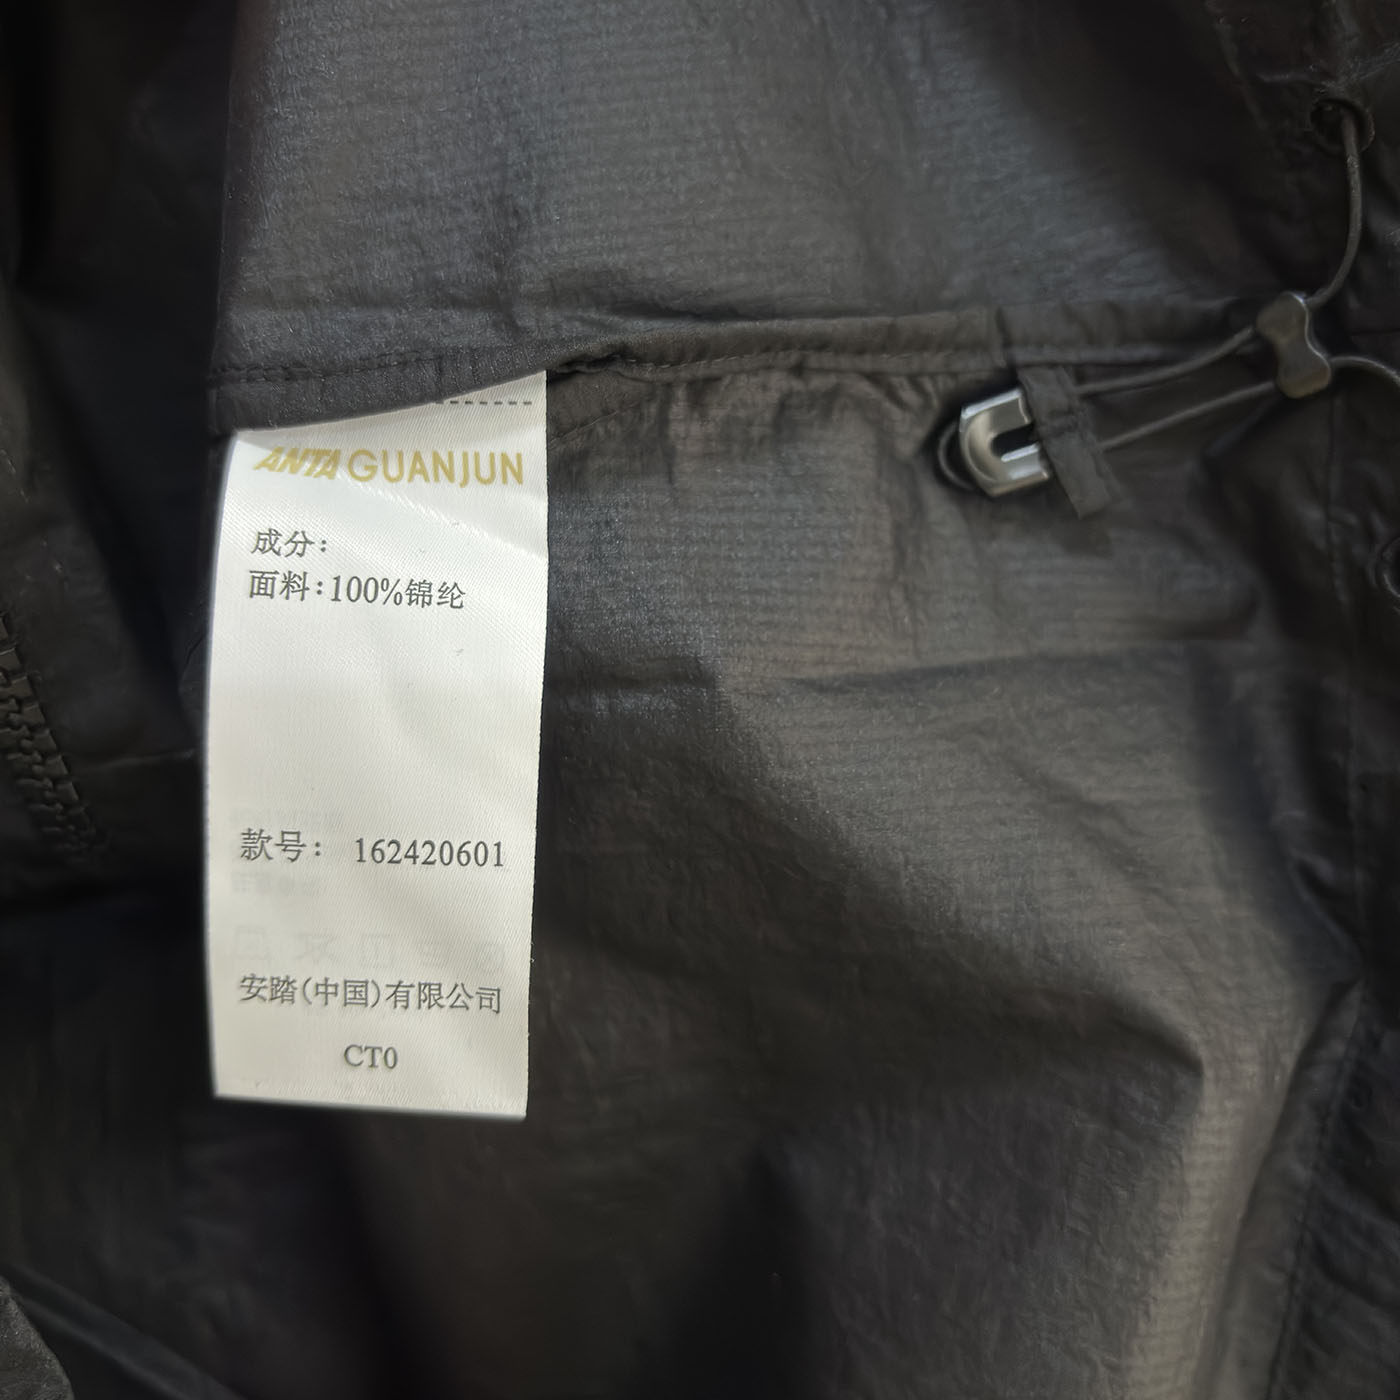 ANTA GUANJUN
成分：
面料：100%锦纶
款号： 162420601
安踏(中国)有限公司
CT0